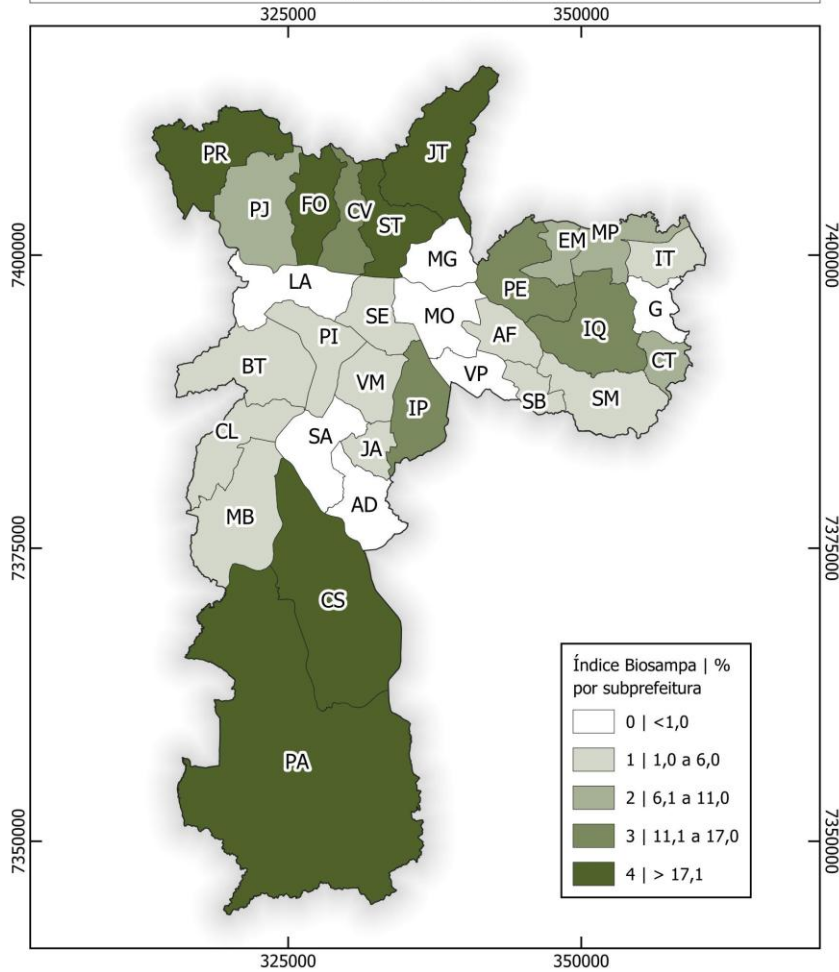 325000
350000
PR
JT
PJ
FO
CV
ST
EM
MP
7400000
7400000
MG
IT
LA
PE
SE
MO
G
PI
AF
IQ
BT
CT
VM
VP
SB
SM
IP
CL
SA
JA
MB
AD
7375000
7375000
CS
Índice Biosampa | %
por subprefeitura
0 | <1,0
1 | 1,0 a 6,0
2 | 6,1 a 11,0
3 | 11,1 a 17,0
4 | > 17,1
PA
7350000
7350000
325000
350000